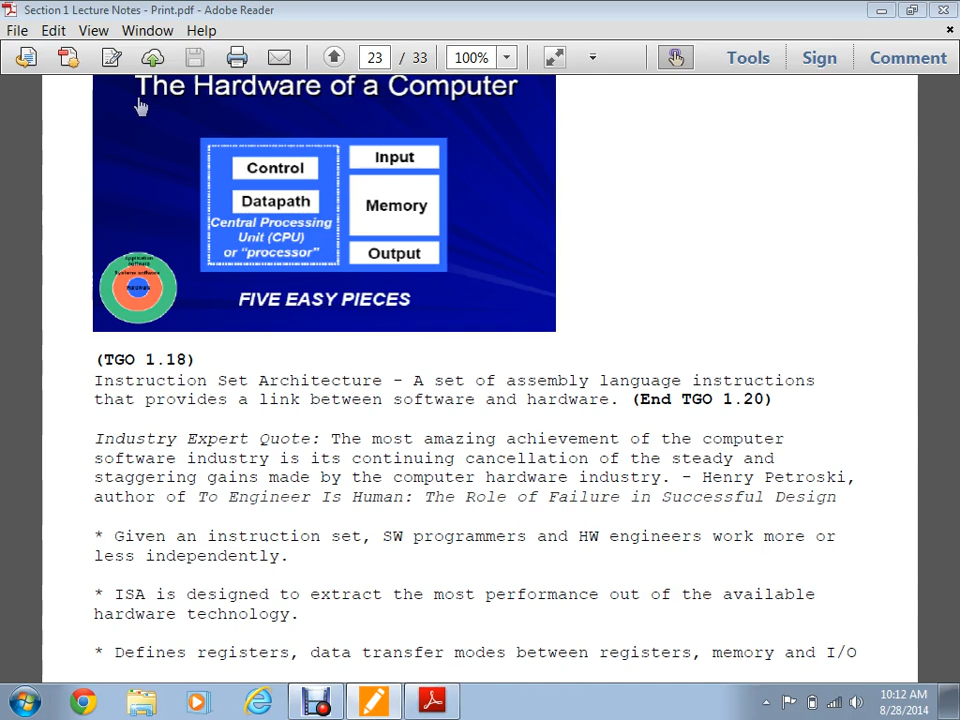 Section 1 Lecture Notes - Print.pdf - Adobe Reader
File Edit View Window Help
23 / 33 100% Tools Sign Comment
The Hardware of a Computer
Control
Datapath
Central Processing
Unit (CPU)
or "processor"
Input
Memory
Output
Application
software
Systems software
Hardware
FIVE EASY PIECES
(TGO 1.18)
Instruction Set Architecture - A set of assembly language instructions
that provides a link between software and hardware. (End TGO 1.20)
Industry Expert Quote: The most amazing achievement of the computer
software industry is its continuing cancellation of the steady and
staggering gains made by the computer hardware industry. - Henry Petroski,
author of To Engineer Is Human: The Role of Failure in Successful Design
* Given an instruction set, SW programmers and HW engineers work more or
less independently.
* ISA is designed to extract the most performance out of the available
hardware technology.
* Defines registers, data transfer modes between registers, memory and I/O
10:12 AM
8/28/2014